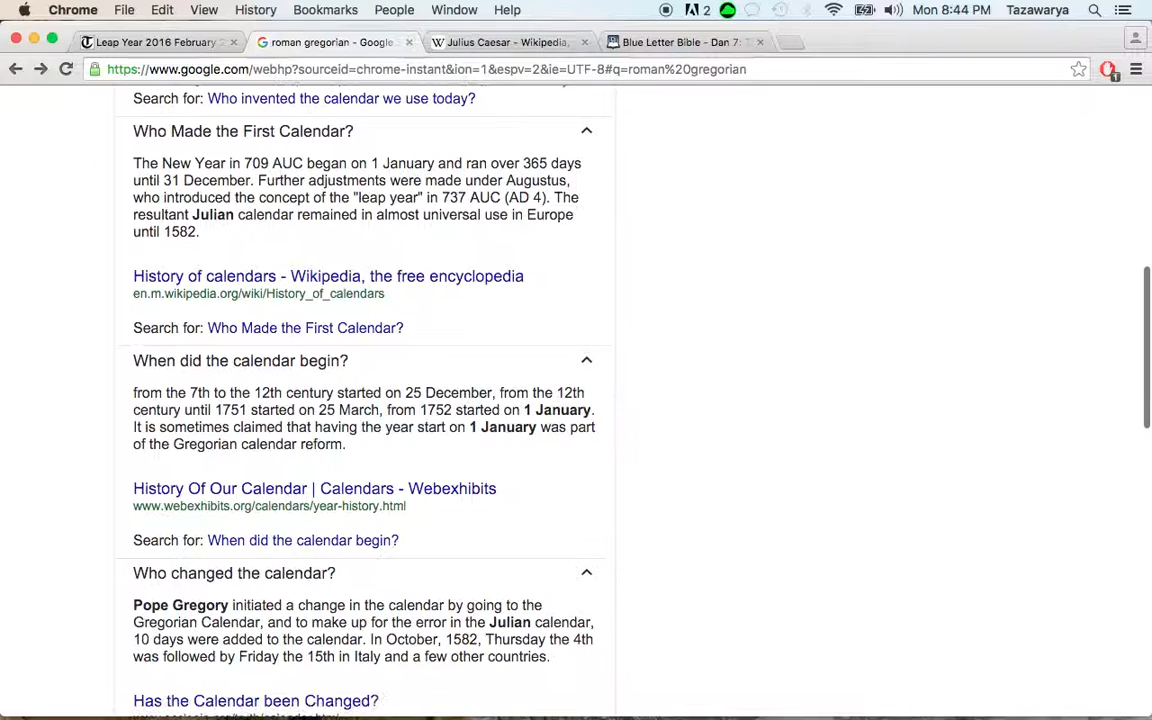 Chrome File Edit View History Bookmarks People Window Help 2 Mon 8:44 PM Tazawarya
Leap Year 2016 February roman gregorian - Google Julius Caesar - Wikipedia, Blue Letter Bible - Dan 7:
https://www.google.com/webhp?sourceid=chrome-instant&ion=1&espv=2&ie=UTF-8#q=roman%20gregorian
Search for: Who invented the calendar we use today?
Who Made the First Calendar?
The New Year in 709 AUC began on 1 January and ran over 365 days
until 31 December. Further adjustments were made under Augustus,
who introduced the concept of the "leap year" in 737 AUC (AD 4). The
resultant Julian calendar remained in almost universal use in Europe
until 1582.
History of calendars - Wikipedia, the free encyclopedia
en.m.wikipedia.org/wiki/History_of_calendars
Search for: Who Made the First Calendar?
When did the calendar begin?
from the 7th to the 12th century started on 25 December, from the 12th
century until 1751 started on 25 March, from 1752 started on 1 January.
It is sometimes claimed that having the year start on 1 January was part
of the Gregorian calendar reform.
History Of Our Calendar | Calendars - Webexhibits
www.webexhibits.org/calendars/year-history.html
Search for: When did the calendar begin?
Who changed the calendar?
Pope Gregory initiated a change in the calendar by going to the
Gregorian Calendar, and to make up for the error in the Julian calendar,
10 days were added to the calendar. In October, 1582, Thursday the 4th
was followed by Friday the 15th in Italy and a few other countries.
Has the Calendar been Changed?